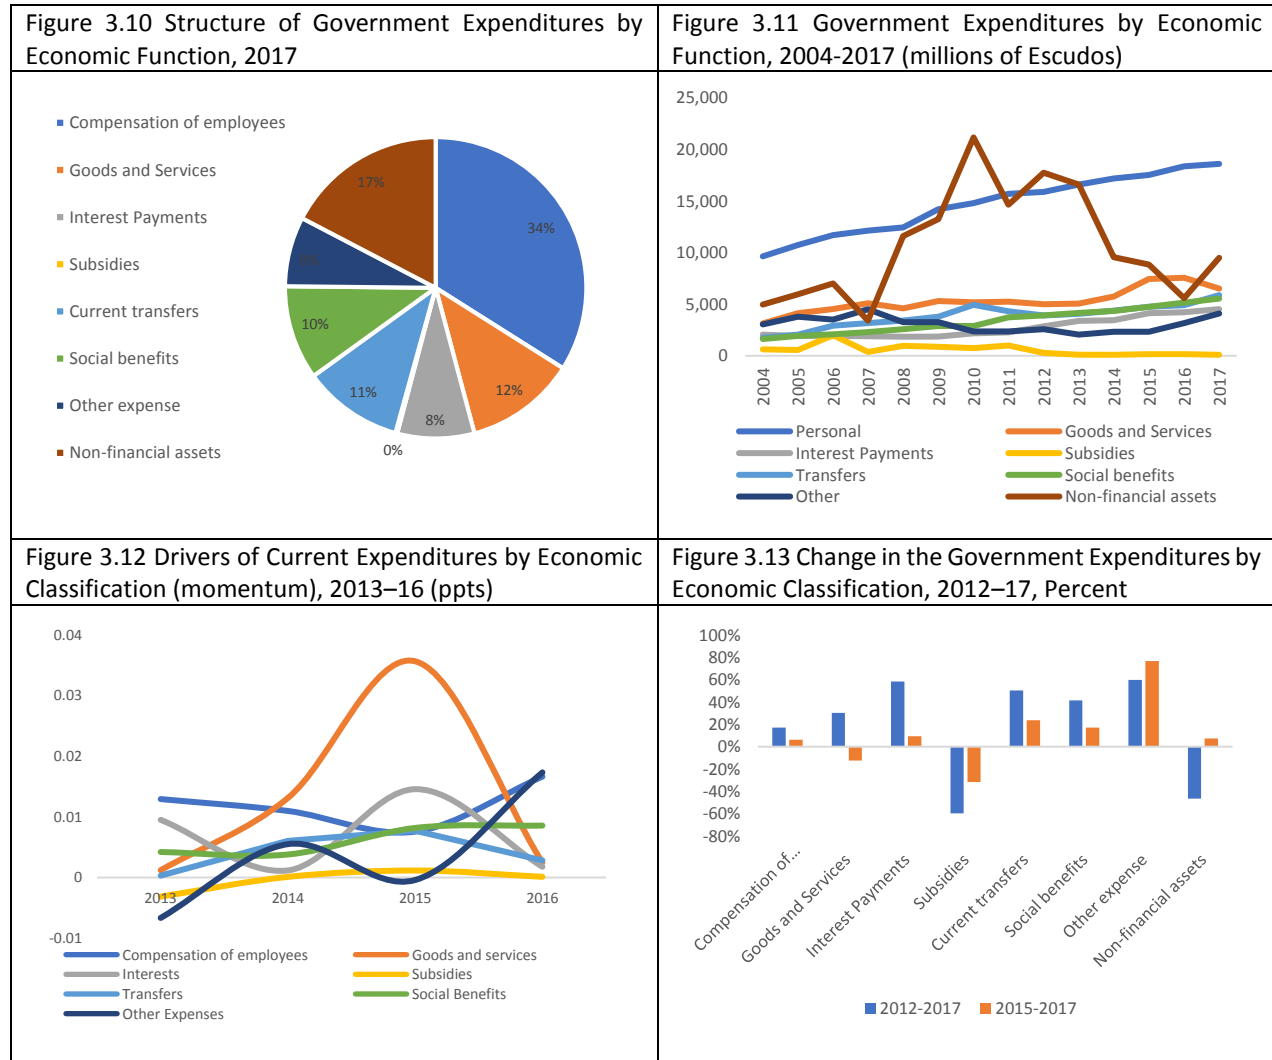 Figure 3.10 Structure of Government Expenditures by
Economic Function, 2017
Compensation of employees
Goods and Services
Interest Payments
Subsidies
Current transfers
Social benefits
Other expense
Non-financial assets
17%
34%
10%
11%
0%
8%
12%
Figure 3.11 Government Expenditures by Economic
Function, 2004-2017 (millions of Escudos)
25,000
20,000
15,000
10,000
5,000
0
2004
2005
2006
2007
2008
2009
2010
2011
2012
2013
2014
2015
2016
2017
Personal
Goods and Services
Interest Payments
Subsidies
Transfers
Social benefits
Other
Non-financial assets
Figure 3.12 Drivers of Current Expenditures by Economic
Classification (momentum), 2013–16 (ppts)
0.04
0.03
0.02
0.01
0
-0.01
2013
2014
2015
2016
Compensation of employees
Goods and services
Interests
Subsidies
Transfers
Social Benefits
Other Expenses
Figure 3.13 Change in the Government Expenditures by
Economic Classification, 2012–17, Percent
100%
80%
60%
40%
20%
0%
-20%
-40%
-60%
-80%
Compensation of...
Goods and Services
Interest Payments
Subsidies
Current transfers
Social benefits
Other expense
Non-financial assets
2012-2017
2015-2017